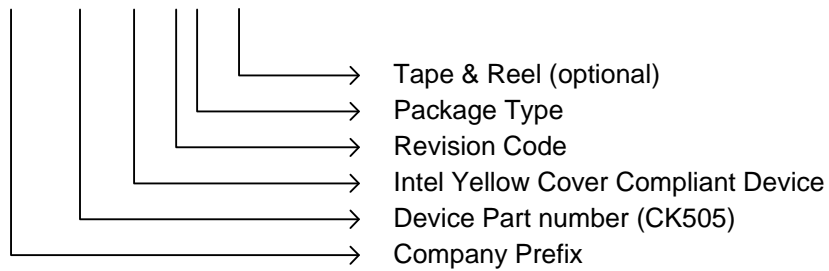 Tape & Reel (optional)
Package Type
Revision Code
Intel Yellow Cover Compliant Device
Device Part number (CK505)
Company Prefix